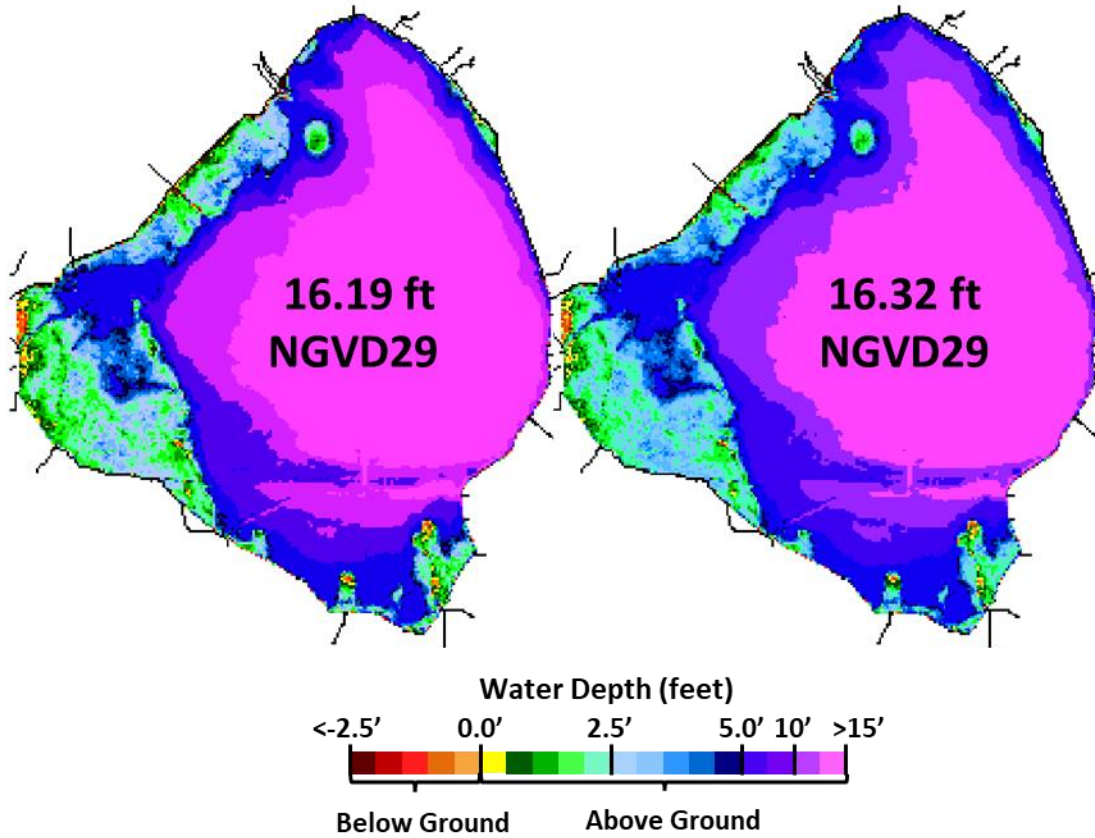 16.19 ft
NGVD29
16.32 ft
NGVD29
Water Depth (feet)
<-2.5’ 0.0’ 2.5’ 5.0’ 10’ >15’
Below Ground Above Ground